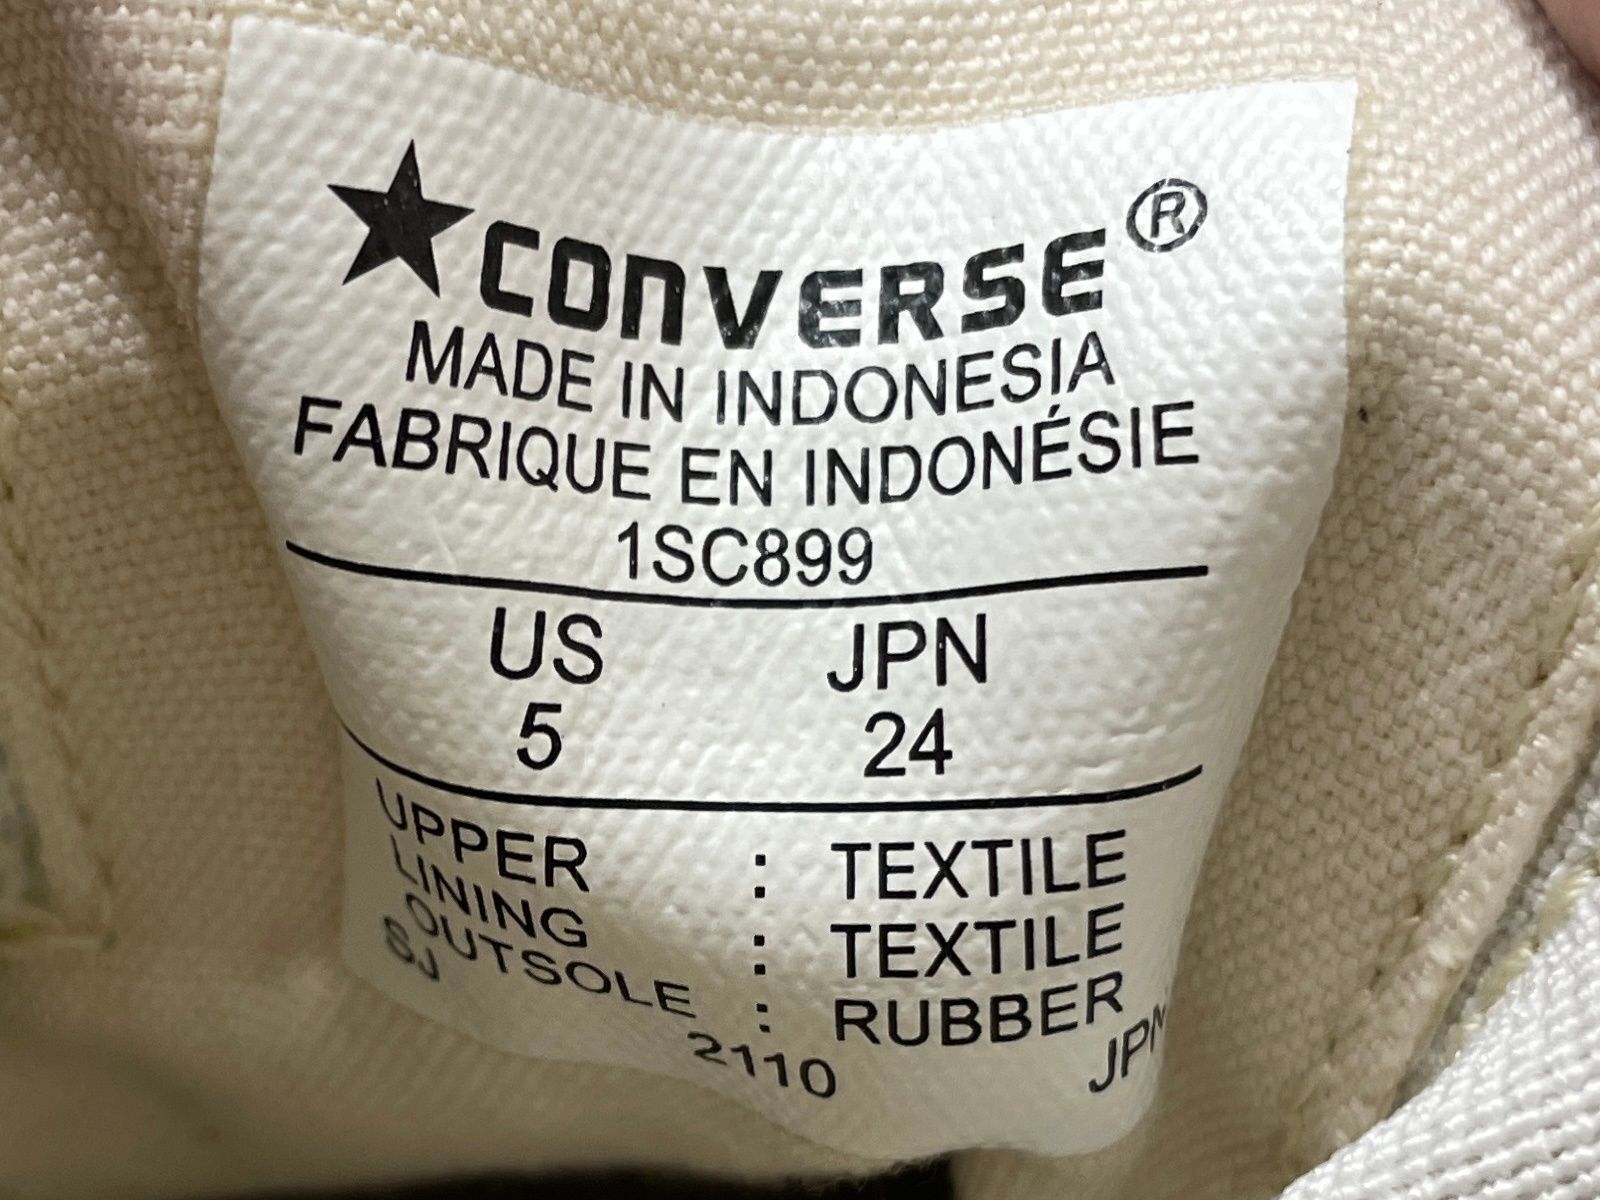 ★CONVERSE®
MADE IN INDONESIA
FABRIQUE EN INDONÉSIE
1SC899
US JPN
5 24
UPPER : TEXTILE
LINING : TEXTILE
OUTSOLE : RUBBER
SJ 2110 JPN